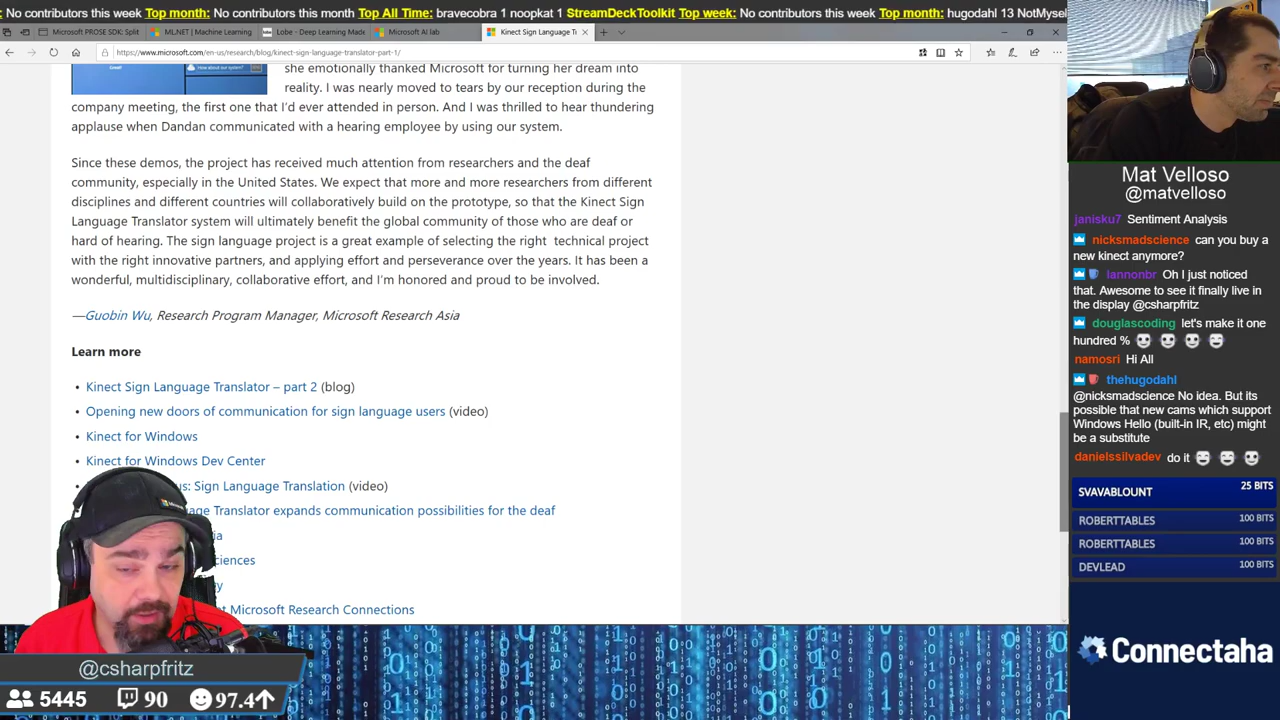 : No contributors this week Top month: No contributors this month Top All Time: pravecobra 1 noopkat 1 StreamDeckToolkit Top week: No contributors this week Top month: hugodahl 13 NotMysel
Microsoft PROSE SDK: Split
ML.NET | Machine Learning
Lobe - Deep Learning Made
Microsoft AI lab
Kinect Sign Language Tr
https://www.microsoft.com/en-us/research/blog/kinect-sign-language-translator-part-1/
How about our system?
she emotionally thanked Microsoft for turning her dream into
reality. I was nearly moved to tears by our reception during the
company meeting, the first one that I'd ever attended in person. And I was thrilled to hear thundering
applause when Dandan communicated with a hearing employee by using our system.
Since these demos, the project has received much attention from researchers and the deaf
community, especially in the United States. We expect that more and more researchers from different
disciplines and different countries will collaboratively build on the prototype, so that the Kinect Sign
Language Translator system will ultimately benefit the global community of those who are deaf or
hard of hearing. The sign language project is a great example of selecting the right technical project
with the right innovative partners, and applying effort and perseverance over the years. It has been a
wonderful, multidisciplinary, collaborative effort, and I'm honored and proud to be involved.
—Guobin Wu, Research Program Manager, Microsoft Research Asia
Learn more
• Kinect Sign Language Translator – part 2 (blog)
• Opening new doors of communication for sign language users (video)
• Kinect for Windows
• Kinect for Windows Dev Center
us: Sign Language Translation (video)
age Translator expands communication possibilities for the deaf
ia
ciences
gy
t Microsoft Research Connections
@csharpfritz
5445
90
97.4
Mat Velloso
@matvelloso
janisku7 Sentiment Analysis
nicksmadscience can you buy a
new kinect anymore?
lannonbr Oh I just noticed
that. Awesome to see it finally live in
the display @csharpfritz
douglascoding let's make it one
hundred %
namosri Hi All
thehugodahl
@nicksmadscience No idea. But its
possible that new cams which support
Windows Hello (built-in IR, etc) might
be a substitute
danielssilvadev do it
SVAVABLOUNT 25 BITS
ROBERTTABLES 100 BITS
ROBERTTABLES 100 BITS
DEVLEAD 100 BITS
Connectaha